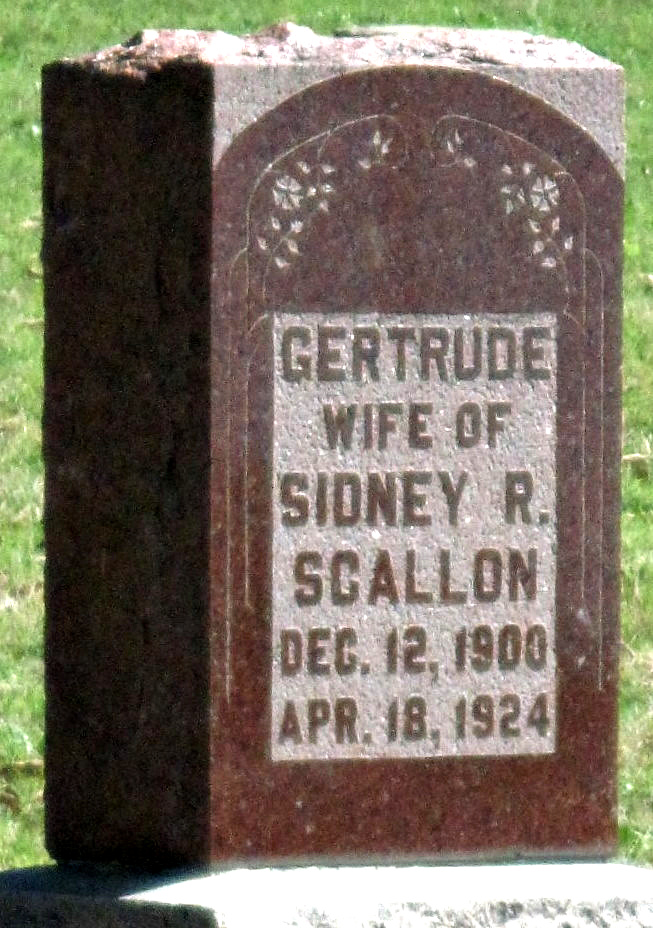 GERTRUDE
WIFE OF
SIDNEY R.
SCALLON
DEC. 12, 1900
APR. 18, 1924